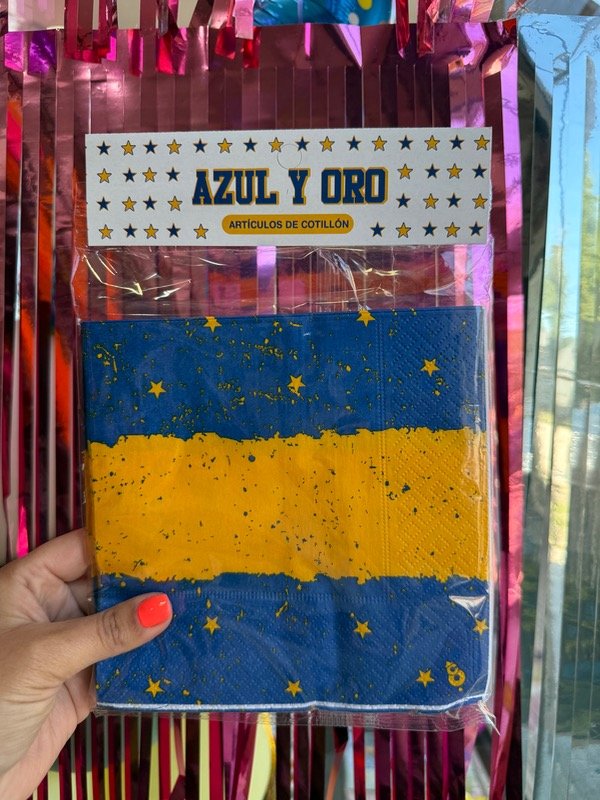 AZUL Y ORO
ARTÍCULOS DE COTILLÓN